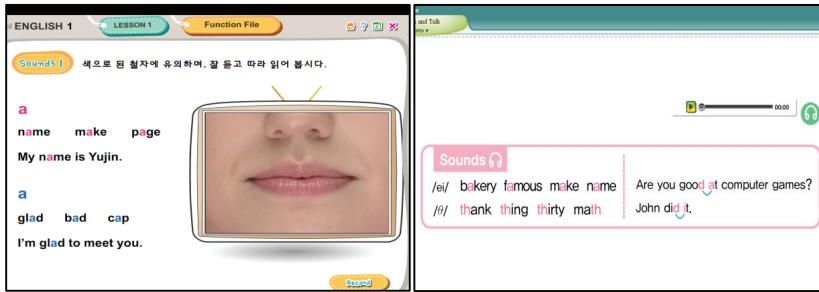 ENGLISH 1
LESSON 1
Function File
Sounds I
색으로 된 철자에 유의하며, 잘 듣고 따라 읽어 봅시다.
a
name make page
My name is Yujin.
a
glad bad cap
I'm glad to meet you.
Record
and Talk
00:00
Sounds
/ei/ bakery famous make name
/θ/ thank thing thirty math
Are you good at computer games?
John did it.